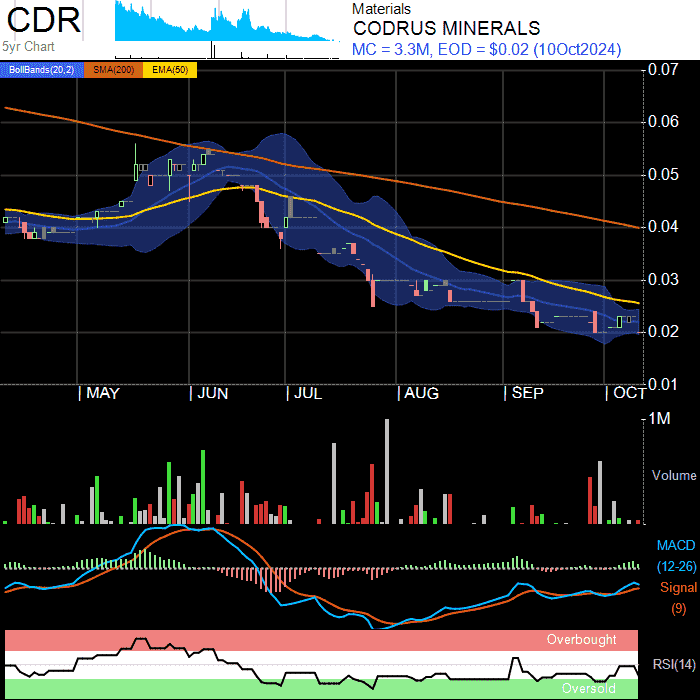 CDR
5yr Chart
Materials
CODRUS MINERALS
MC = 3.3M, EOD = $0.02 (10Oct2024)
BollBands(20,2) SMA(200) EMA(50)
0.07
0.06
0.05
0.04
0.03
0.02
0.01
| MAY | JUN | JUL | AUG | SEP | OCT
1M
Volume
MACD
(12-26)
Signal
(9)
Overbought
RSI(14)
Oversold